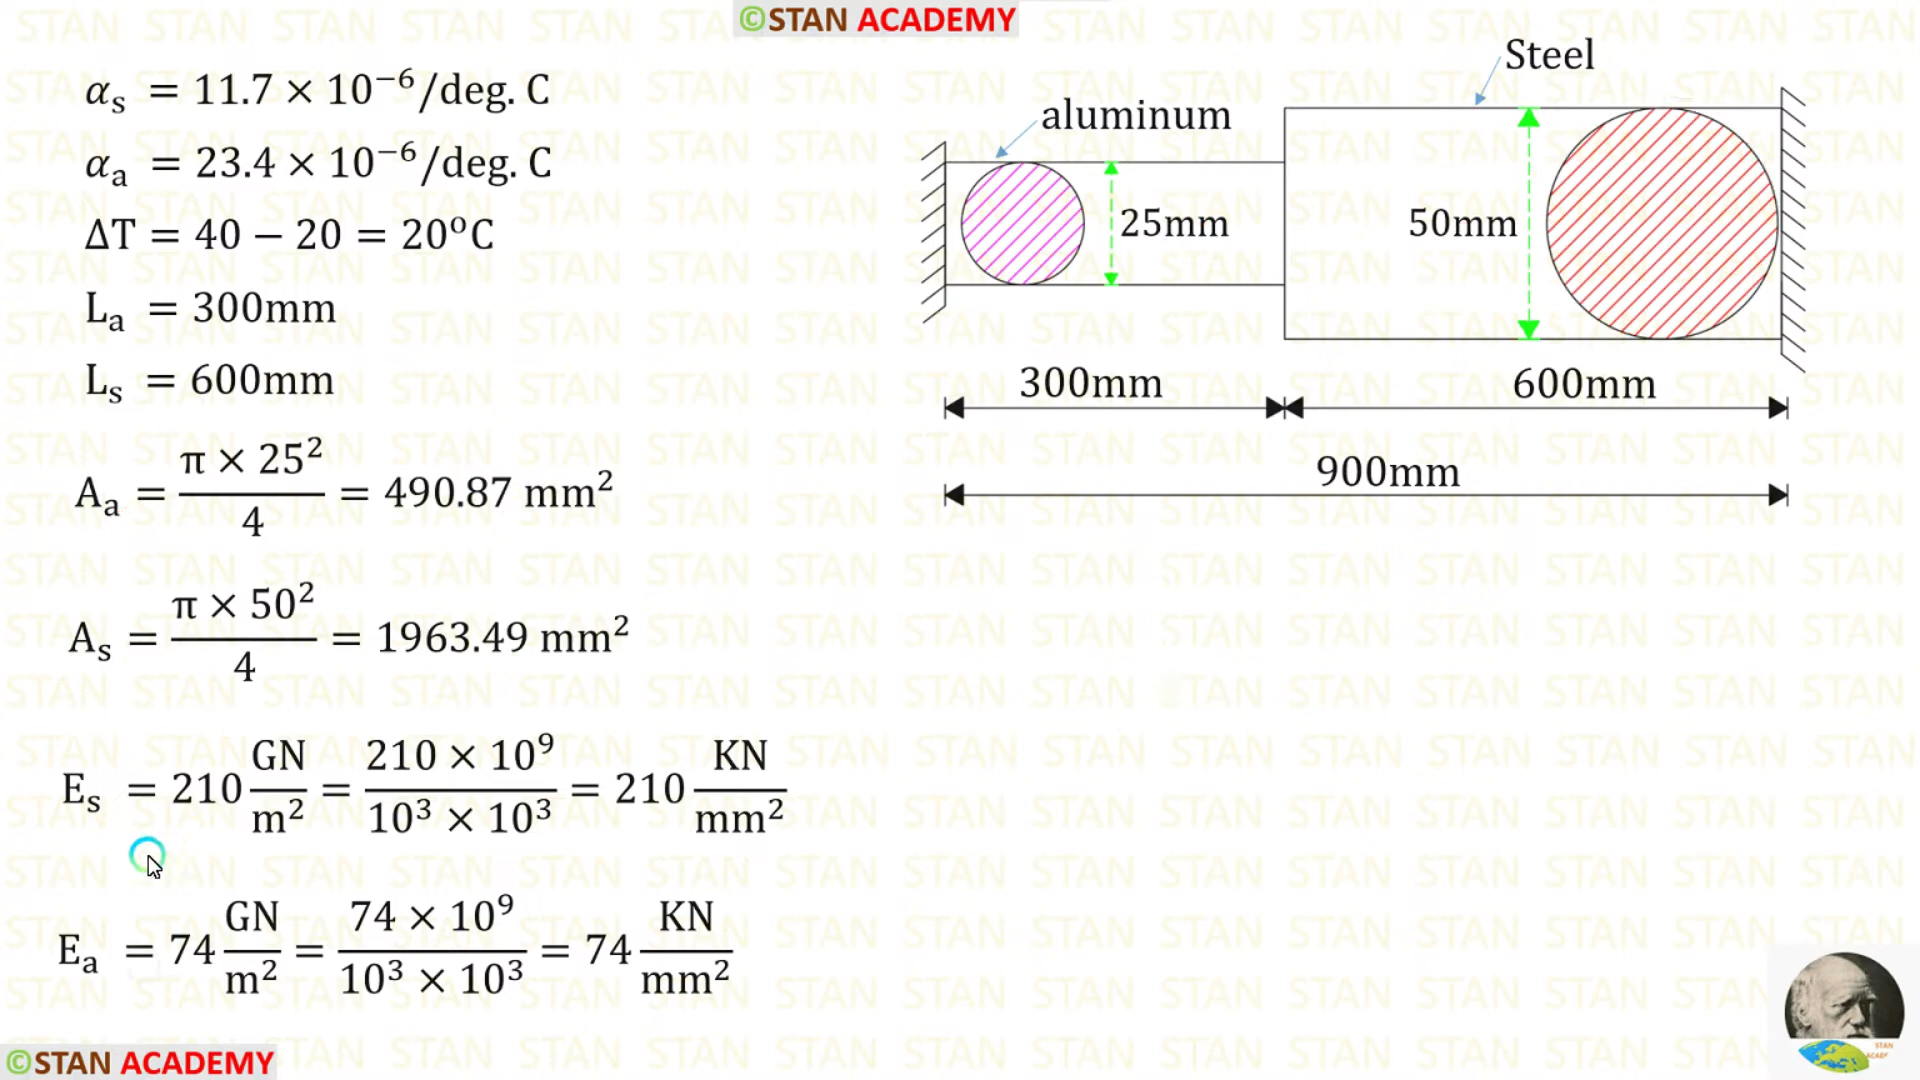 ©STAN ACADEMY
αs = 11.7 × 10⁻⁶/deg. C
αa = 23.4 × 10⁻⁶/deg. C
ΔT = 40 − 20 = 20°C
La = 300mm
Ls = 600mm
Aa = (π × 25²)/4 = 490.87 mm²
As = (π × 50²)/4 = 1963.49 mm²
Es = 210 GN/m² = (210 × 10⁹)/(10³ × 10³) = 210 KN/mm²
Ea = 74 GN/m² = (74 × 10⁹)/(10³ × 10³) = 74 KN/mm²
Steel
aluminum
25mm
50mm
300mm
600mm
900mm
©STAN ACADEMY
STAN